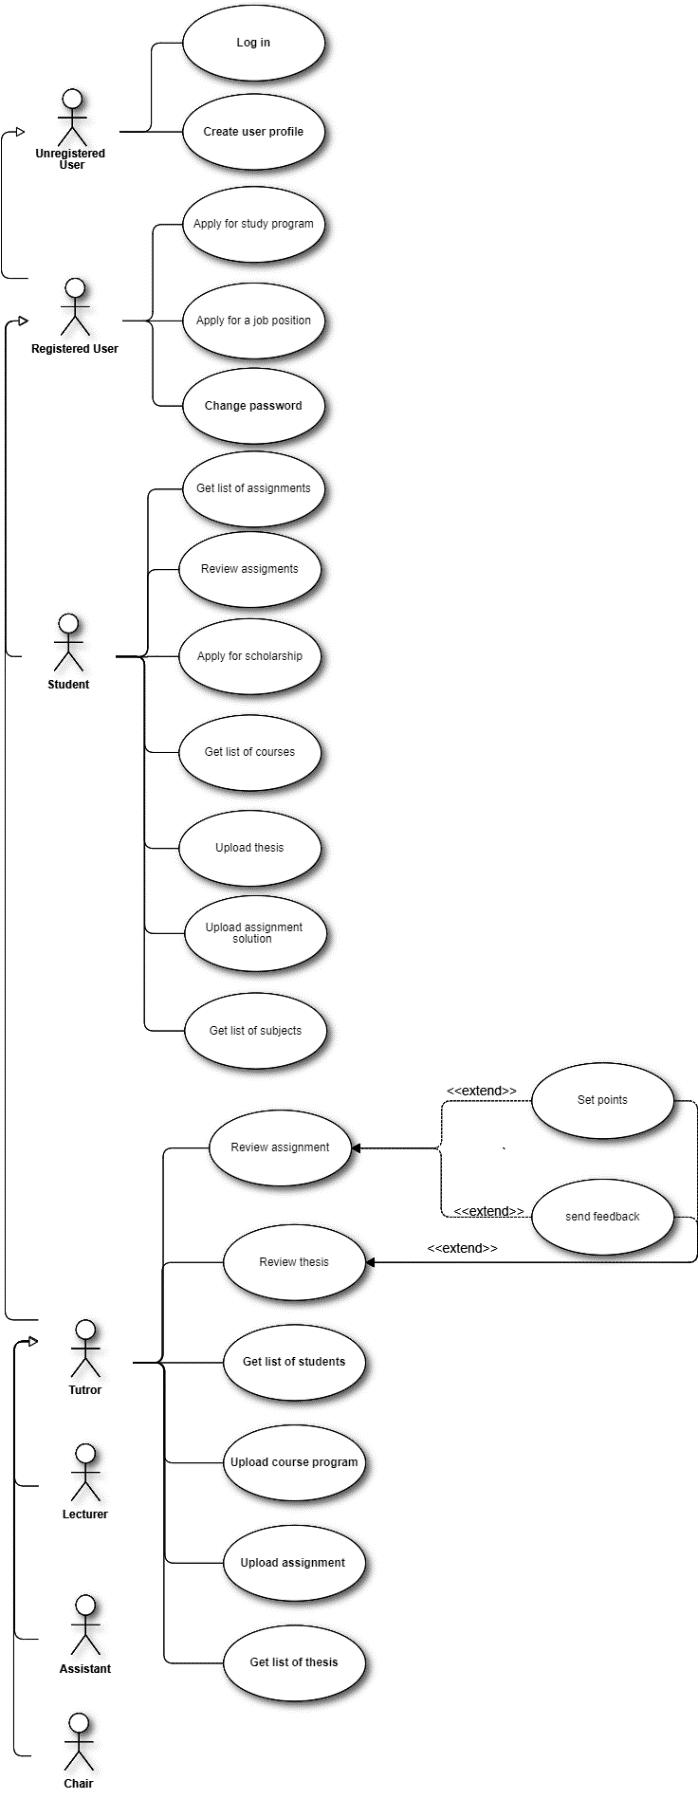 Log in
Create user profile
Unregistered
User
Apply for study program
Apply for a job position
Registered User
Change password
Get list of assignments
Review assigments
Apply for scholarship
Student
Get list of courses
Upload thesis
Upload assignment
solution
Get list of subjects
<<extend>>
Set points
Review assignment
<<extend>>
send feedback
<<extend>>
Review thesis
Get list of students
Tutror
Upload course program
Lecturer
Upload assignment
Get list of thesis
Assistant
Chair